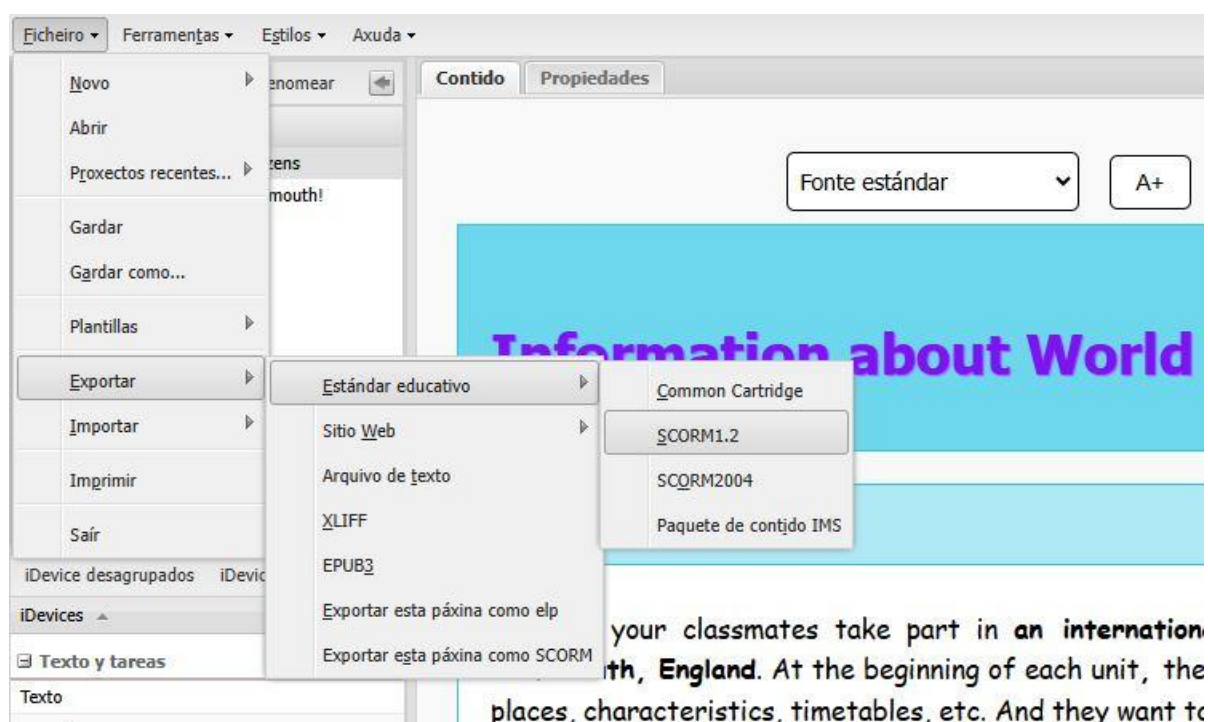 Ficheiro Ferramentas Estilos Axuda
Novo
Abrir
Proxectos recentes...
Gardar
Gardar como...
Plantillas
Exportar
Importar
Imprimir
Saír
enomear
zens
mouth!
Estándar educativo
Sitio Web
Arquivo de texto
XLIFF
EPUB3
Exportar esta páxina como elp
Exportar esta páxina como SCORM
Common Cartridge
SCORM1.2
SCORM2004
Paquete de contido IMS
iDevice desagrupados iDevic
iDevices
Texto y tareas
Texto
Contido Propiedades
Fonte estándar A+
Information about World
your classmates take part in an internation
th, England. At the beginning of each unit, the
places, characteristics, timetables, etc. And they want to